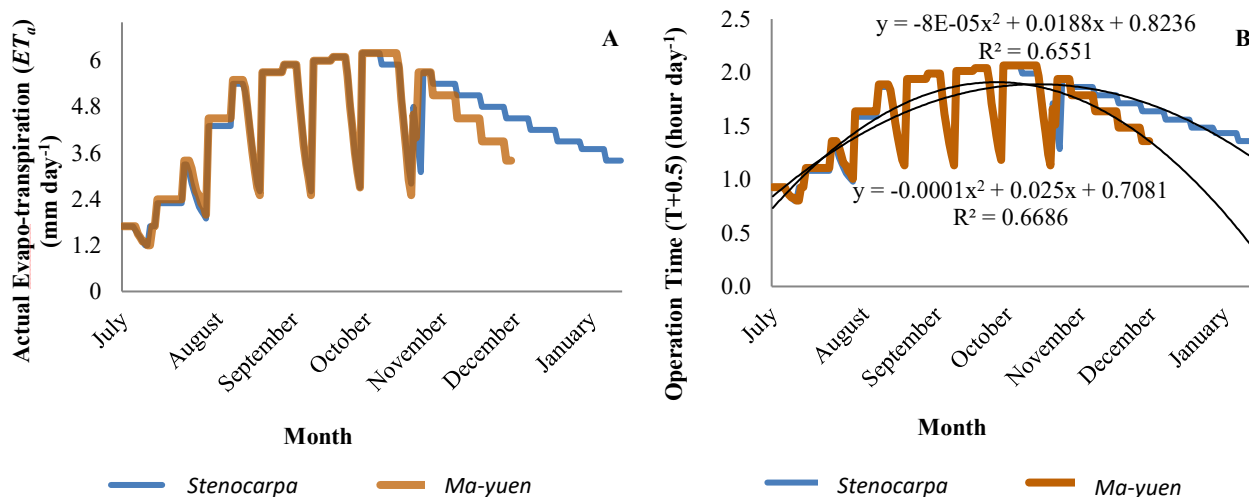 A
Actual Evapo-transpiration (ETa)
(mm day-1)
6
4.8
3.6
2.4
1.2
0
July
August
September
October
November
December
January
Month
Stenocarpa
Ma-yuen
B
Operation Time (T+0.5) (hour day-1)
2.5
2.0
1.5
1.0
0.5
0.0
y = -8E-05x² + 0.0188x + 0.8236
R² = 0.6551
y = -0.0001x² + 0.025x + 0.7081
R² = 0.6686
July
August
September
October
November
December
January
Month
Stenocarpa
Ma-yuen